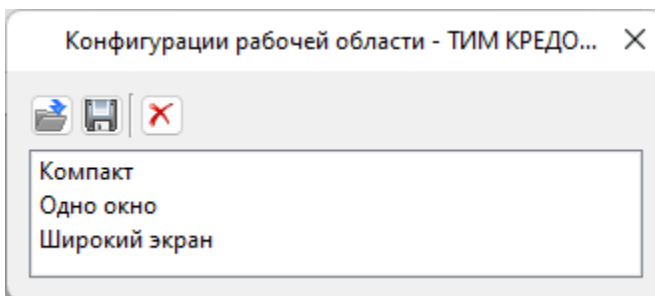 Конфигурации рабочей области - ТИМ КРЕДО...
Компакт
Одно окно
Широкий экран